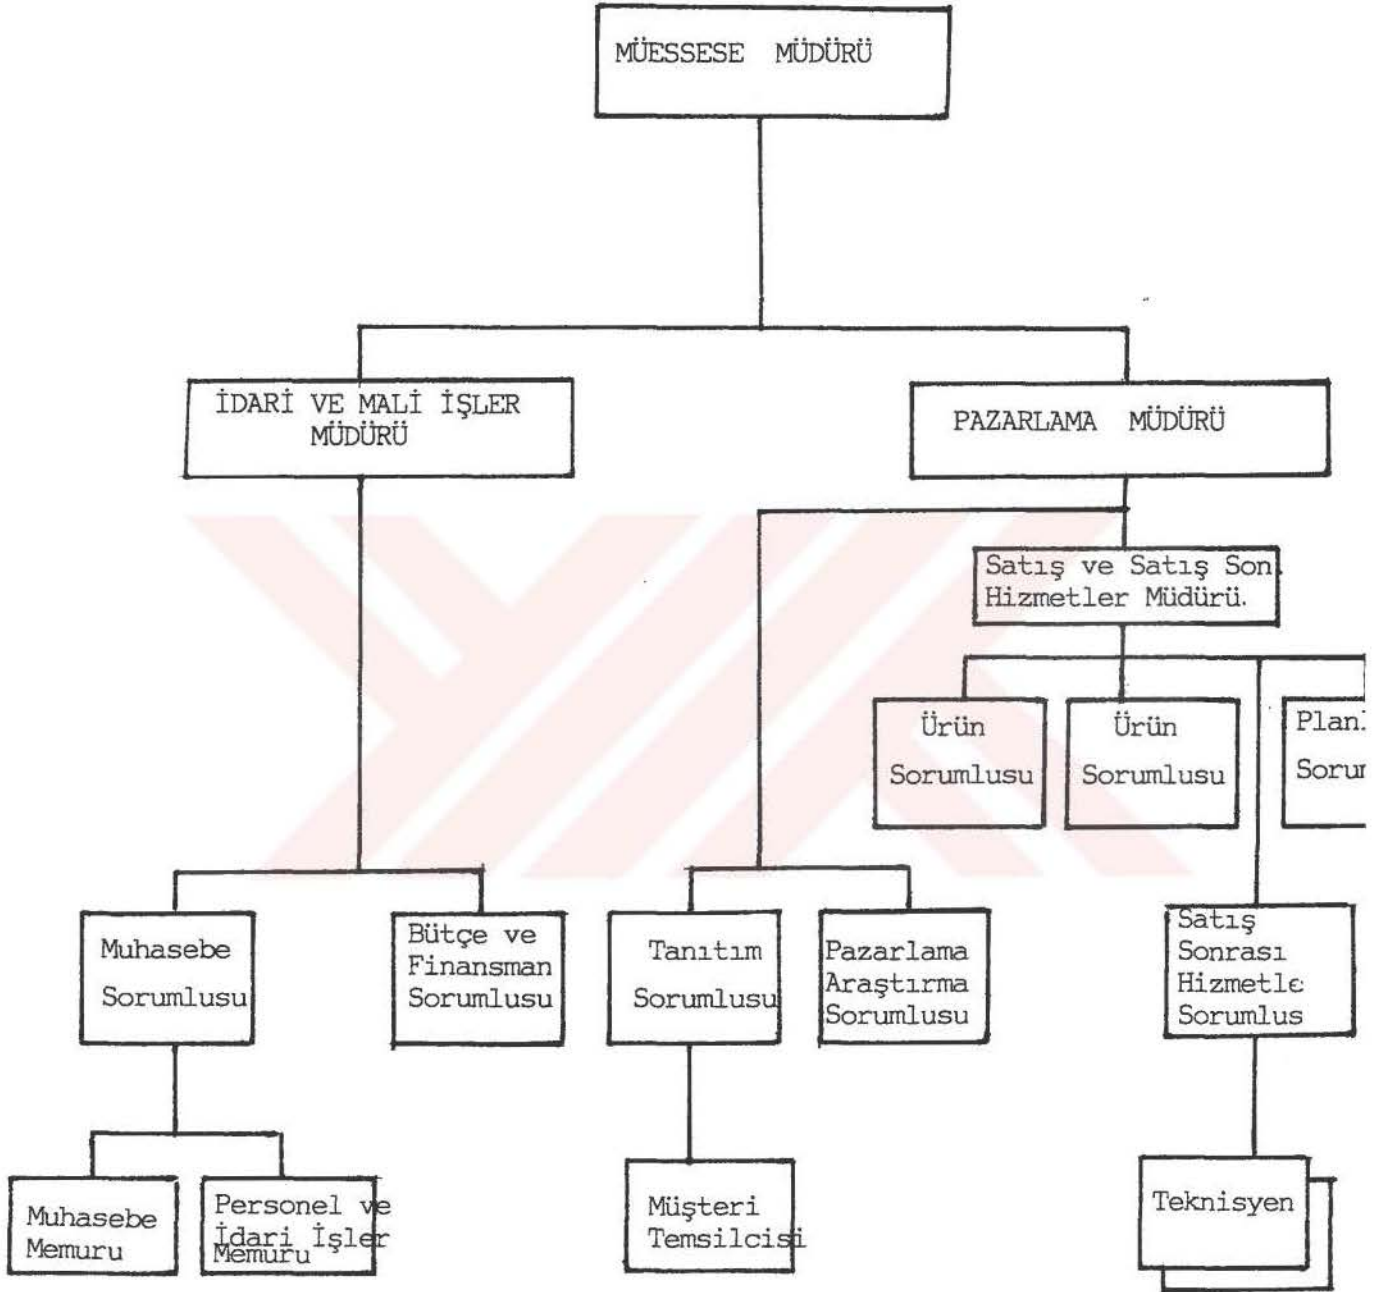 MÜESSESE MÜDÜRÜ
İDARİ VE MALİ İŞLER
MÜDÜRÜ
PAZARLAMA MÜDÜRÜ
Satış ve Satış Son.
Hizmetler Müdürü.
Ürün
Sorumlusu
Ürün
Sorumlusu
Muhasebe
Sorumlusu
Bütçe ve
Finansman
Sorumlusu
Tanıtım
Sorumlusu
Pazarlama
Araştırma
Sorumlusu
Satış
Sonrası
Hizmetle
Sorumlus
Muhasebe
Memuru
Personel ve
İdari İşler
Memuru
Müşteri
Temsilcisi
Teknisyen